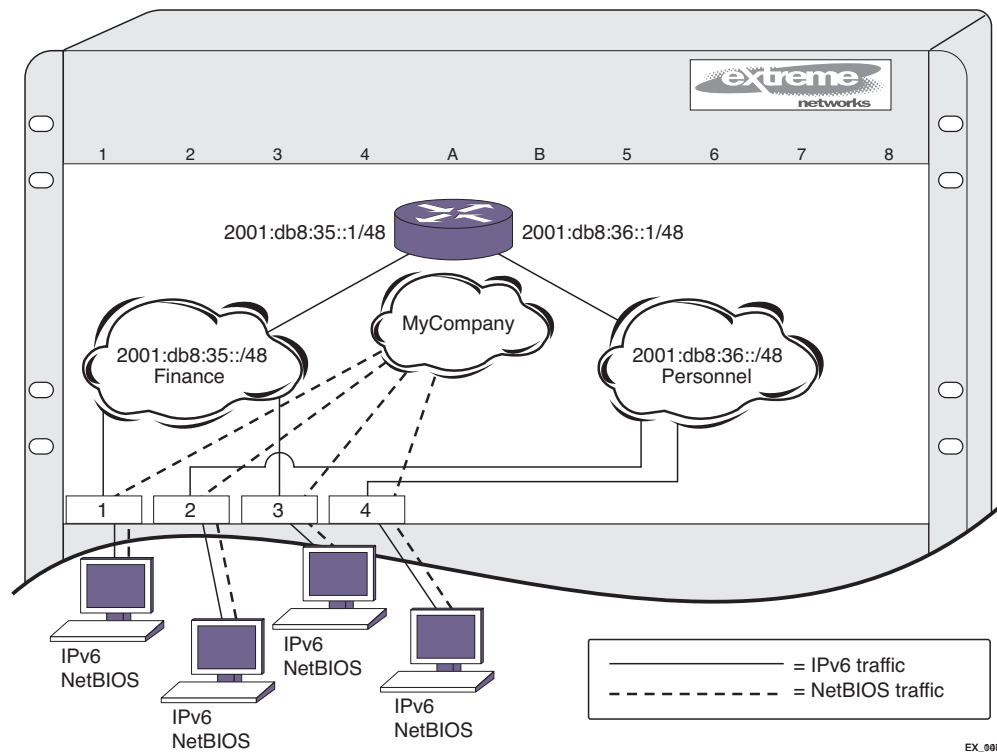 extreme
networks
1 2 3 4 A B 5 6 7 8
2001:db8:35::1/48
2001:db8:36::1/48
MyCompany
2001:db8:35::/48
Finance
2001:db8:36::/48
Personnel
1 2 3 4
IPv6
NetBIOS
IPv6
NetBIOS
IPv6
NetBIOS
IPv6
NetBIOS
= IPv6 traffic
= NetBIOS traffic